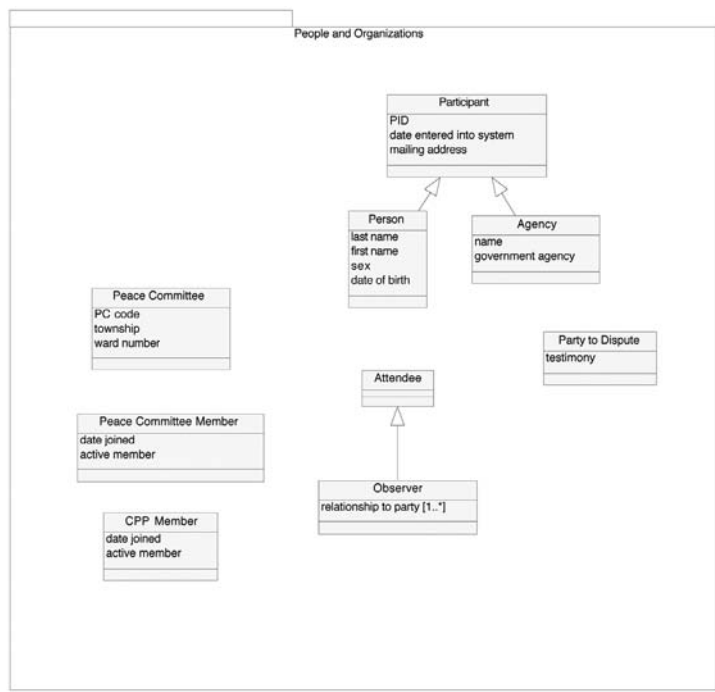 People and Organizations
Participant
PID
date entered into system
mailing address
Person
last name
first name
sex
date of birth
Agency
name
government agency
Peace Committee
PC code
township
ward number
Party to Dispute
testimony
Attendee
Peace Committee Member
date joined
active member
Observer
relationship to party [1..*]
CPP Member
date joined
active member